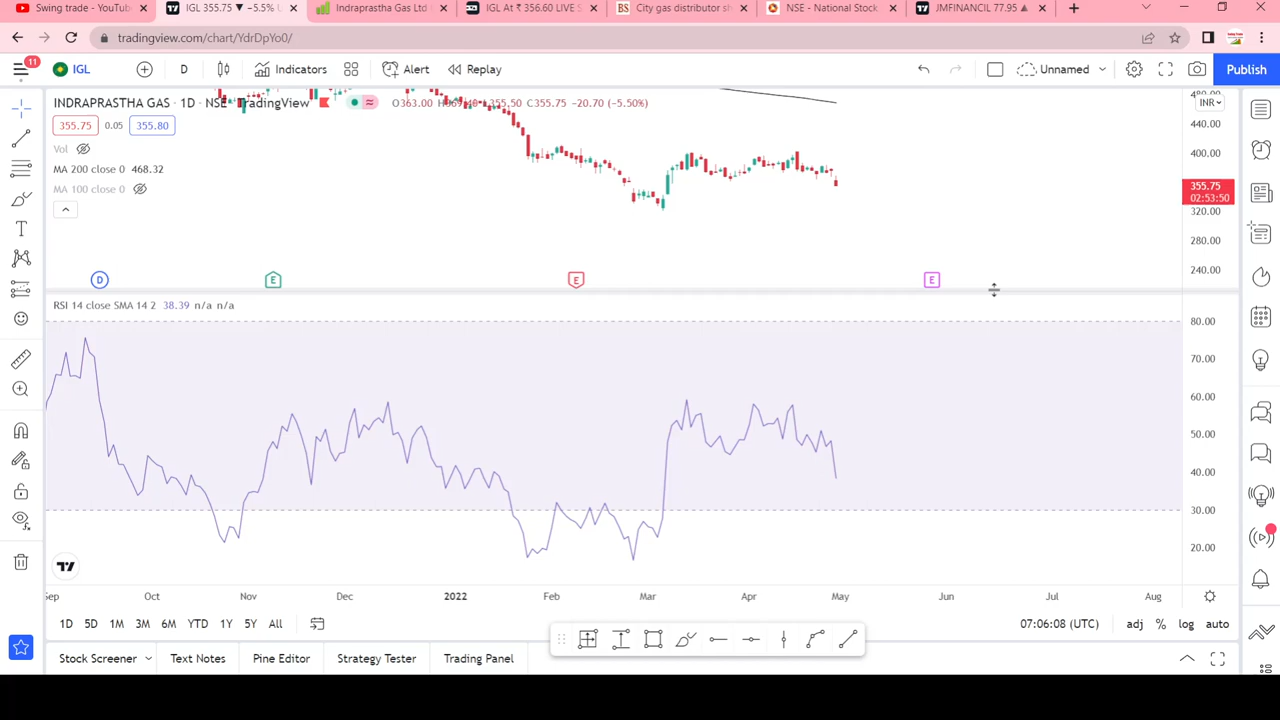 Swing trade - YouTube
IGL 355.75 ▼ −5.5% U
Indraprastha Gas Ltd
IGL At ₹ 356.60 LIVE S
City gas distributor sh
NSE - National Stock
JMFINANCIL 77.95
tradingview.com/chart/YdrDpYo0/
11
IGL
D
Indicators
Alert
Replay
Unnamed
Publish
INDRAPRASTHA GAS · 1D · NSE TradingView
O363.00 355.50 C355.75 −20.70 (−5.50%)
INR
355.75 0.05 355.80
Vol
MA 200 close 0 468.32
MA 100 close 0
440.00
400.00
355.75
02:53:50
320.00
280.00
240.00
D
E
E
E
RSI 14 close SMA 14 2 38.39 n/a n/a
80.00
70.00
60.00
50.00
40.00
30.00
20.00
Oct Nov Dec 2022 Feb Mar Apr May Jun Jul Aug Sep
1D 5D 1M 3M 6M YTD 1Y 5Y All
07:06:08 (UTC)
adj % log auto
Stock Screener
Text Notes
Pine Editor
Strategy Tester
Trading Panel